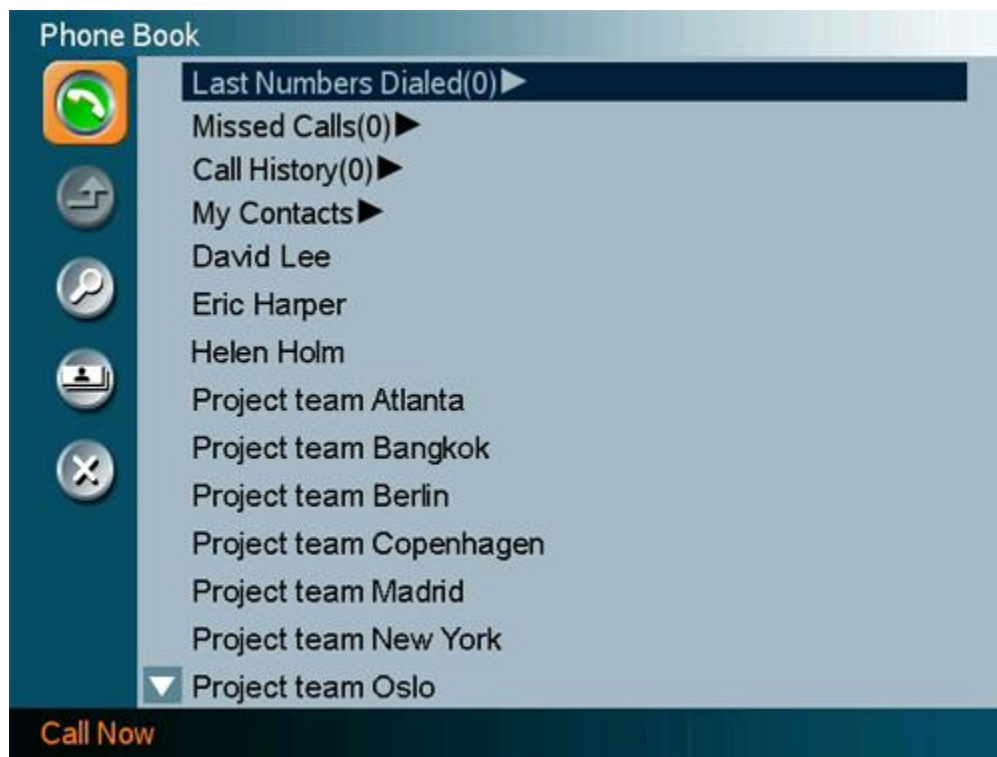 Phone Book
Last Numbers Dialed(0)▶
Missed Calls(0)▶
Call History(0)▶
My Contacts▶
David Lee
Eric Harper
Helen Holm
Project team Atlanta
Project team Bangkok
Project team Berlin
Project team Copenhagen
Project team Madrid
Project team New York
Project team Oslo
Call Now